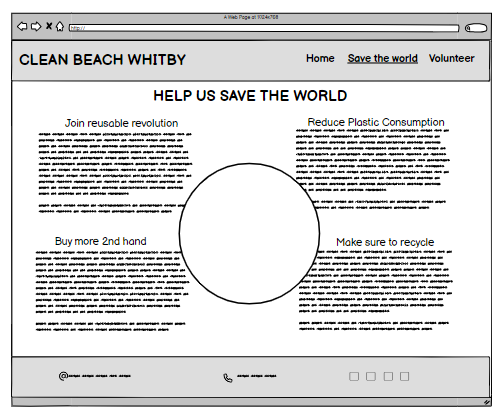 A Web Page at 1024x768
http://
CLEAN BEACH WHITBY
Home Save the world Volunteer
HELP US SAVE THE WORLD
Join reusable revolution
Reduce Plastic Consumption
Buy more 2nd hand
Make sure to recycle
@